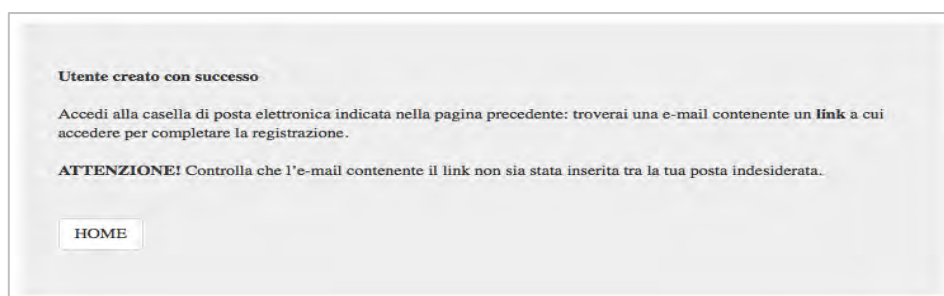 Utente creato con successo
Accedi alla casella di posta elettronica indicata nella pagina precedente: troverai una e-mail contenente un link a cui
accedere per completare la registrazione.
ATTENZIONE! Controlla che l'e-mail contenente il link non sia stata inserita tra la tua posta indesiderata.
HOME